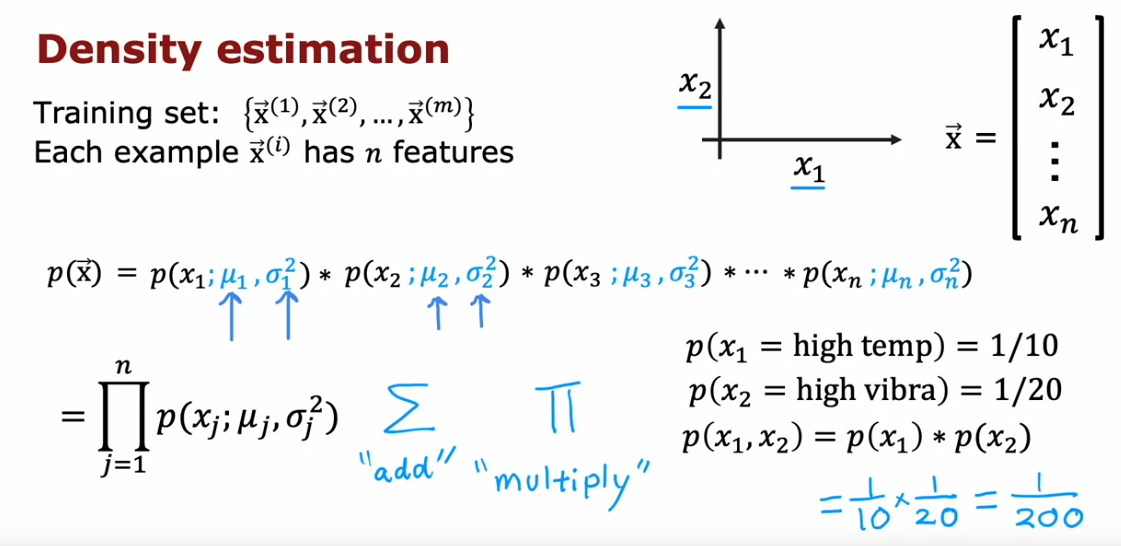 Density estimation
Training set: {x⃗⁽¹⁾, x⃗⁽²⁾, ..., x⃗⁽ᵐ⁾}
Each example x⃗⁽ⁱ⁾ has n features
x₂
x₁
x⃗ = [x₁ x₂ ⋮ xₙ]
p(x⃗) = p(x₁; μ₁, σ₁²) * p(x₂; μ₂, σ₂²) * p(x₃; μ₃, σ₃²) * ⋯ * p(xₙ; μₙ, σₙ²)
= ∏ⱼ₌₁ⁿ p(xⱼ; μⱼ, σⱼ²)
Σ Π
"add" "multiply"
p(x₁ = high temp) = 1/10
p(x₂ = high vibra) = 1/20
p(x₁, x₂) = p(x₁) * p(x₂)
= 1/10 × 1/20 = 1/200